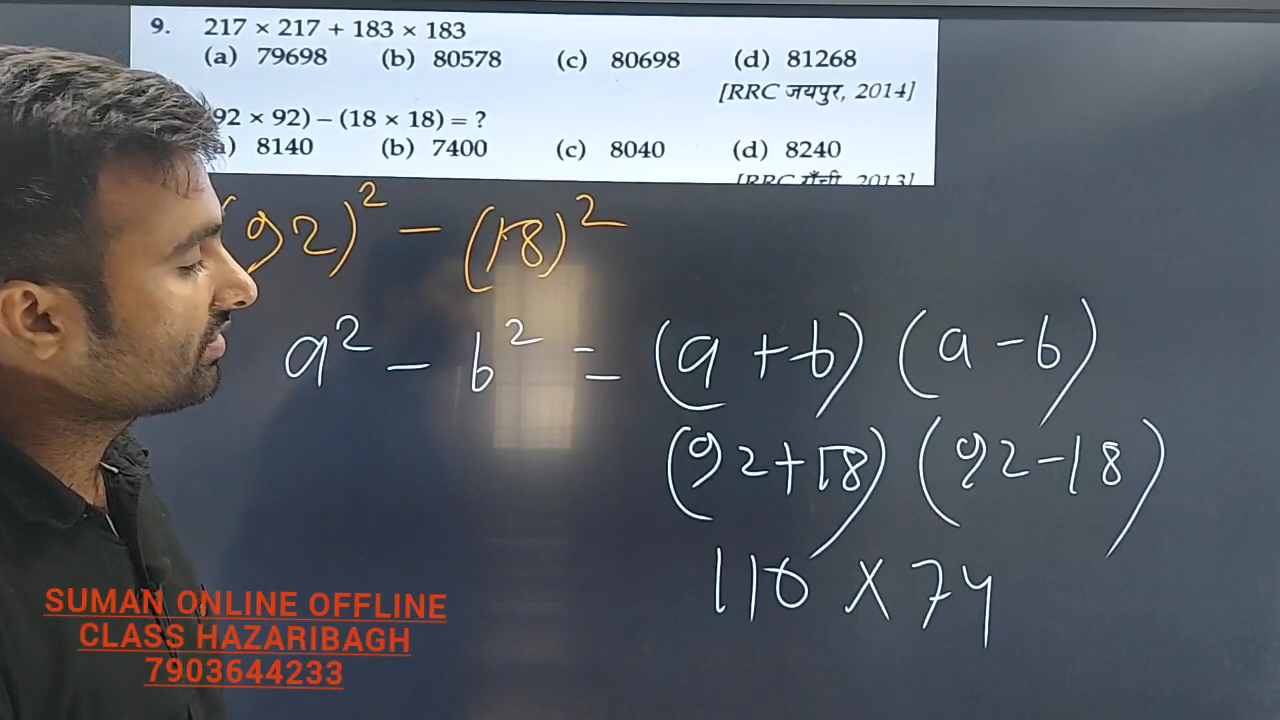 9. 217 × 217 + 183 × 183
(a) 79698 (b) 80578 (c) 80698 (d) 81268
[RRC जयपुर, 2014]
92 × 92) – (18 × 18) = ?
a) 8140 (b) 7400 (c) 8040 (d) 8240
[RRC राँची, 2013]
(92)² – (18)²
a² – b² = (a + b) (a – b)
(92+18) (92–18)
110 × 74
SUMAN ONLINE OFFLINE
CLASS HAZARIBAGH
7903644233